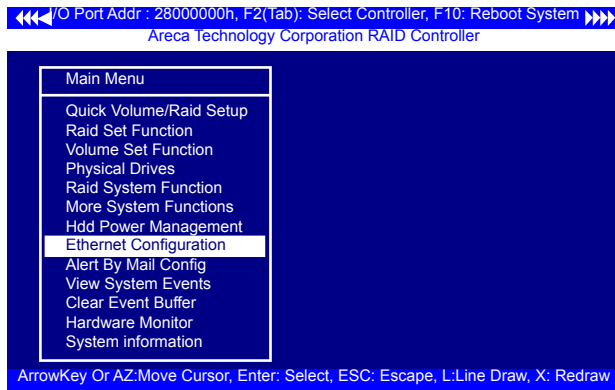 I/O Port Addr : 28000000h, F2(Tab): Select Controller, F10: Reboot System
Areca Technology Corporation RAID Controller
Main Menu
Quick Volume/Raid Setup
Raid Set Function
Volume Set Function
Physical Drives
Raid System Function
More System Functions
Hdd Power Management
Ethernet Configuration
Alert By Mail Config
View System Events
Clear Event Buffer
Hardware Monitor
System information
ArrowKey Or AZ:Move Cursor, Enter: Select, ESC: Escape, L:Line Draw, X: Redraw